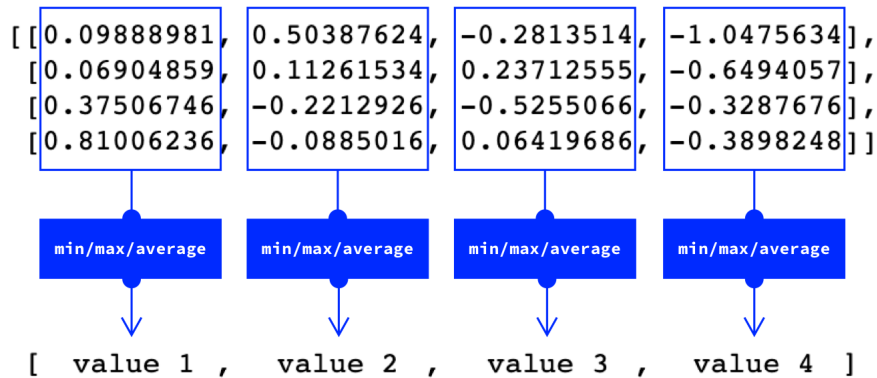 [[0.09888981, 0.50387624, -0.2813514, -1.0475634],
[0.06904859, 0.11261534, 0.23712555, -0.6494057],
[0.37506746, -0.2212926, -0.5255066, -0.3287676],
[0.81006236, -0.0885016, 0.06419686, -0.3898248]]
min/max/average min/max/average min/max/average min/max/average
[ value 1 , value 2 , value 3 , value 4 ]